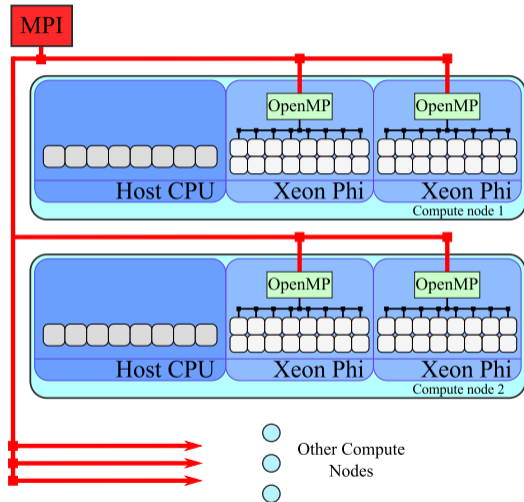 MPI
OpenMP OpenMP
Host CPU Xeon Phi Xeon Phi
Compute node 1
OpenMP OpenMP
Host CPU Xeon Phi Xeon Phi
Compute node 2
Other Compute
Nodes